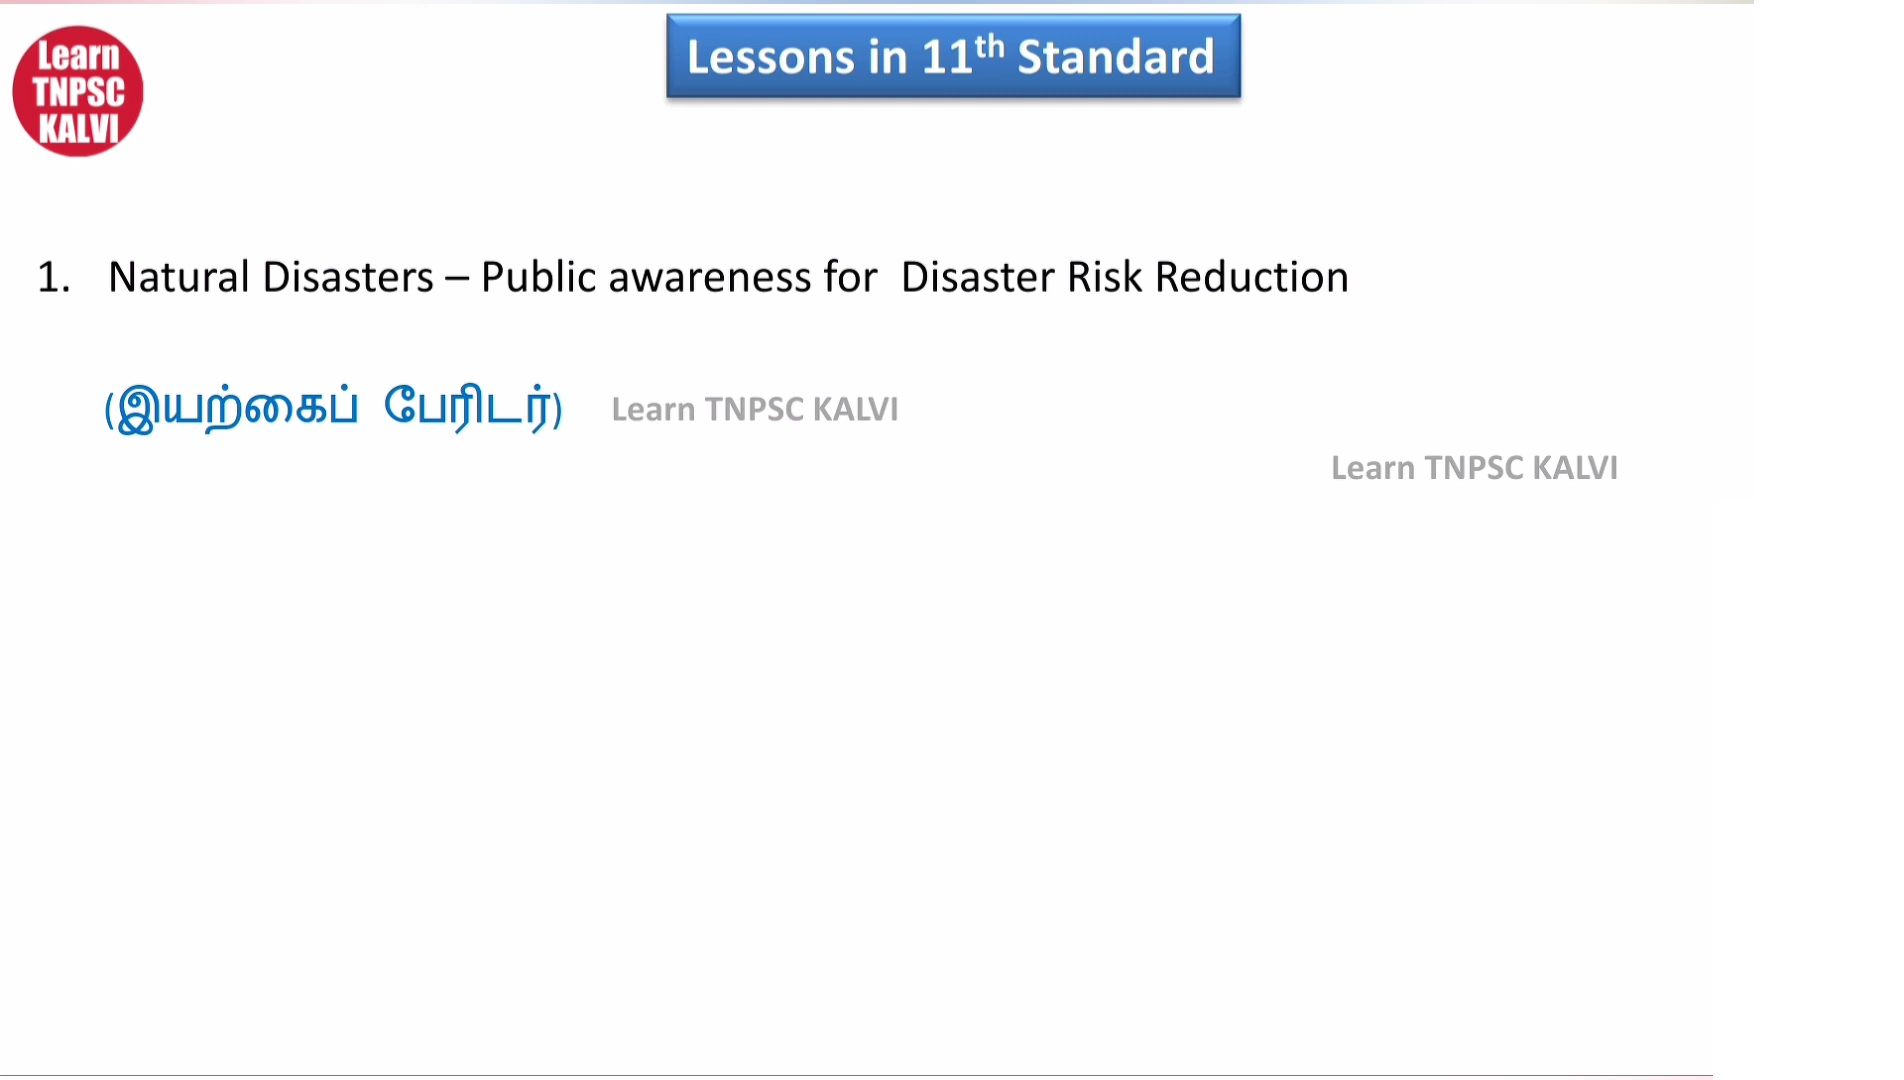 Learn
TNPSC
KALVI
Lessons in 11th Standard
1. Natural Disasters – Public awareness for Disaster Risk Reduction
(இயற்கைப் பேரிடர்) Learn TNPSC KALVI
Learn TNPSC KALVI